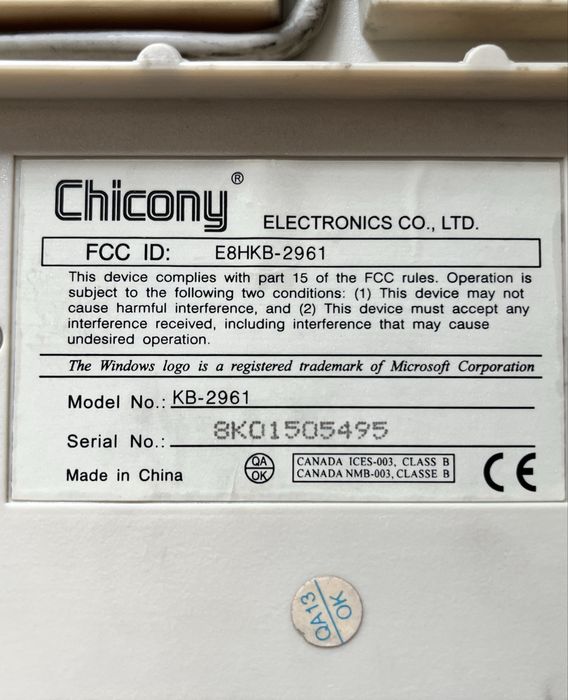 Chicony®
ELECTRONICS CO., LTD.
FCC ID: E8HKB-2961
This device complies with part 15 of the FCC rules. Operation is
subject to the following two conditions: (1) This device may not
cause harmful interference, and (2) This device must accept any
interference received, including interference that may cause
undesired operation.
The Windows logo is a registered trademark of Microsoft Corporation
Model No.: KB-2961
Serial No.: 8K01505495
Made in China
QA
OK
CANADA ICES-003, CLASS B
CANADA NMB-003, CLASSE B
CE
QA13
OK